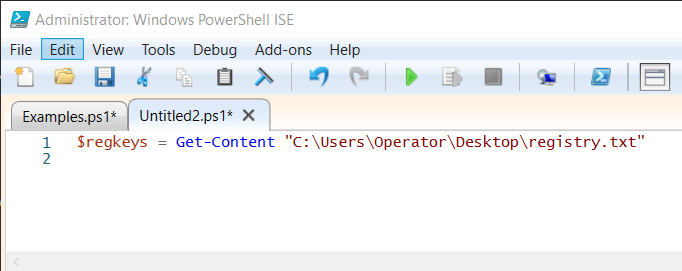 Administrator: Windows PowerShell ISE
File Edit View Tools Debug Add-ons Help
Examples.ps1* Untitled2.ps1* X
1 $regkeys = Get-Content "C:\Users\Operator\Desktop\registry.txt"
2